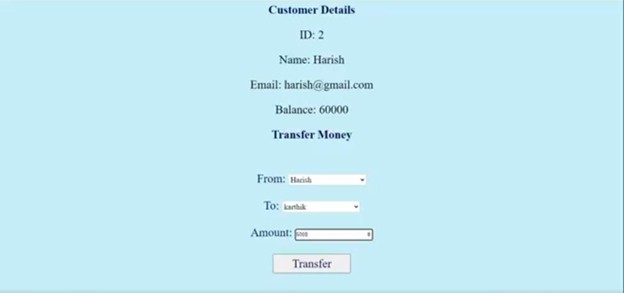 Customer Details
ID: 2
Name: Harish
Email: harish@gmail.com
Balance: 60000
Transfer Money
From: Harish
To: karthik
Amount:
Transfer